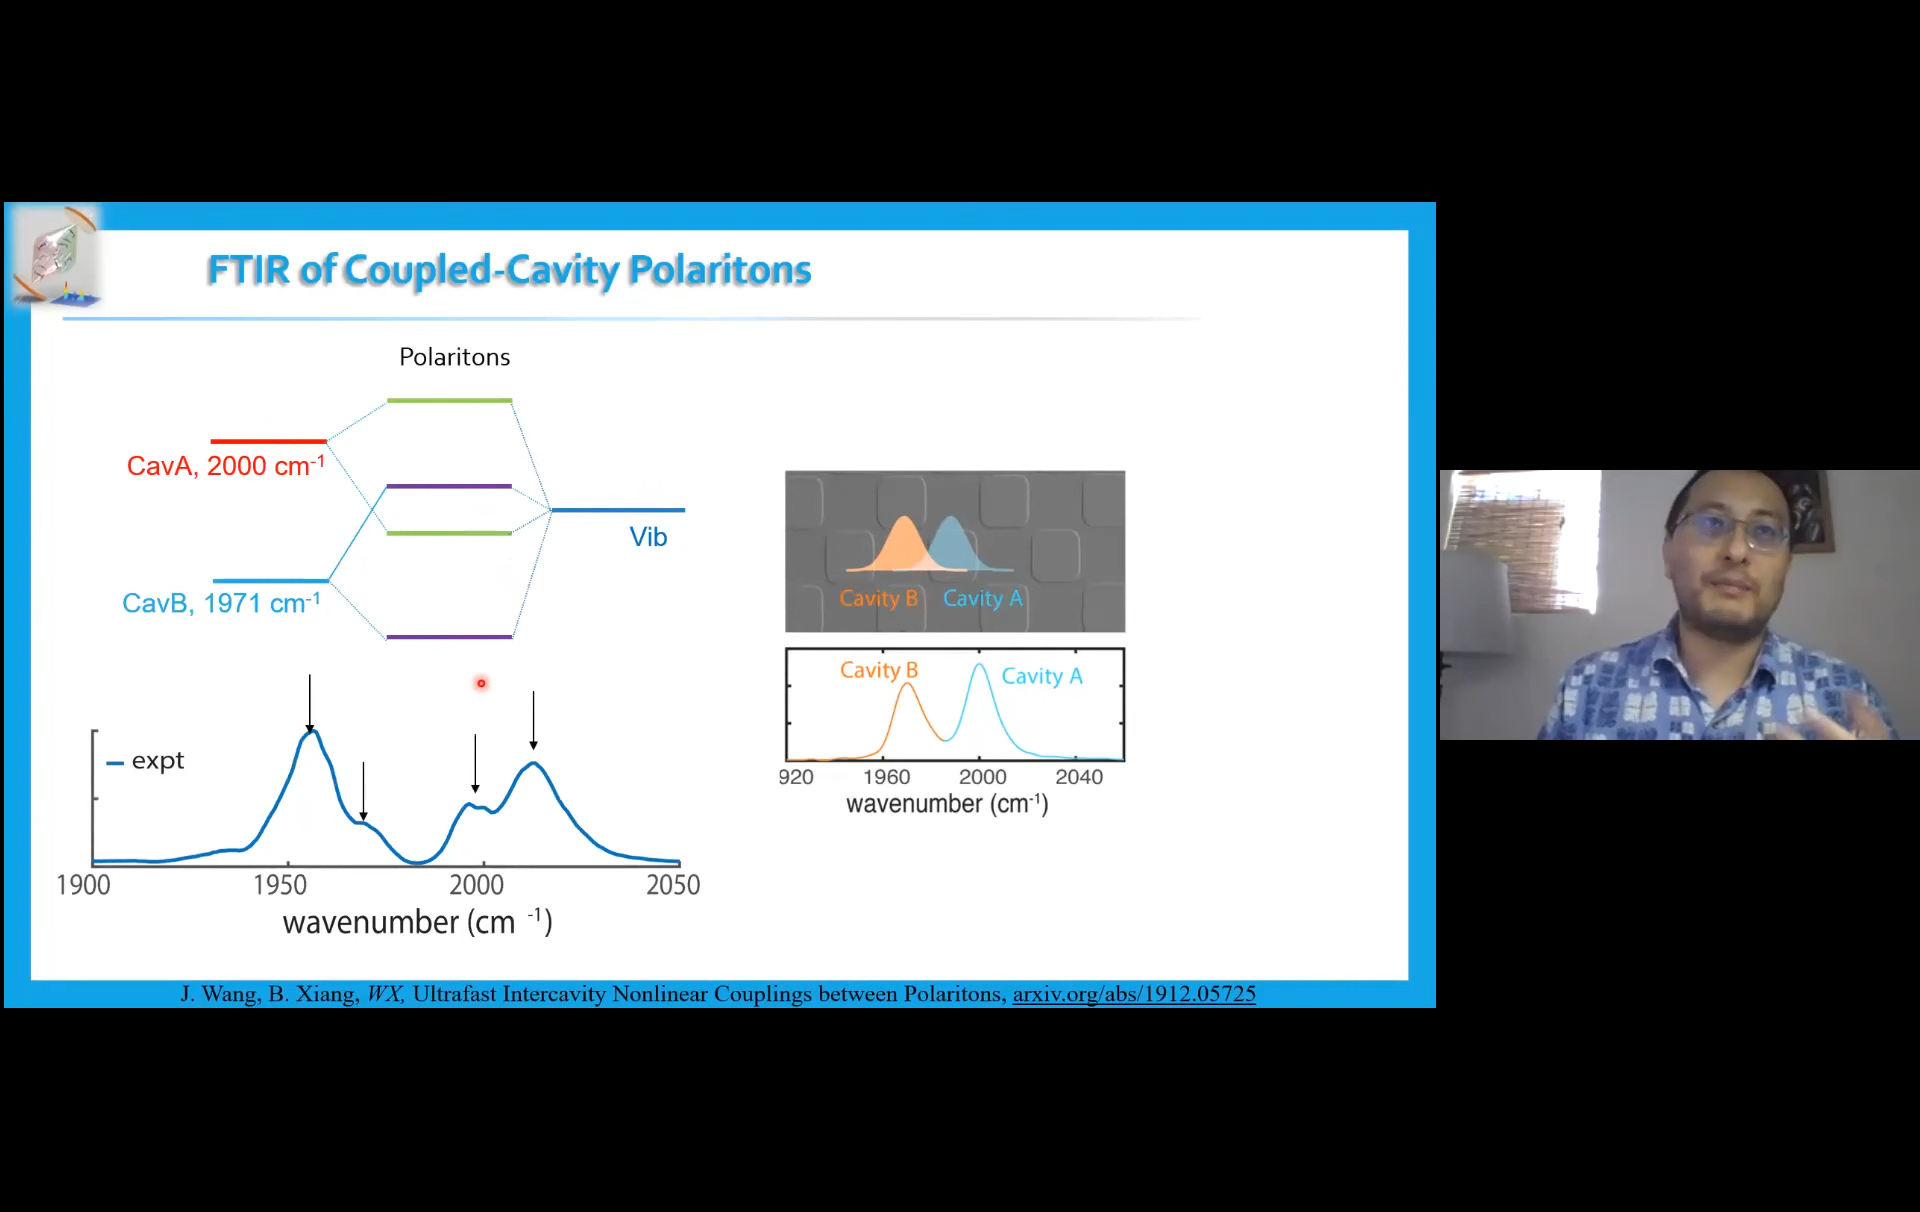 FTIR of Coupled-Cavity Polaritons
Polaritons
CavA, 2000 cm⁻¹
CavB, 1971 cm⁻¹
Vib
expt
1900 1950 2000 2050
wavenumber (cm ⁻¹)
Cavity B Cavity A
Cavity B Cavity A
920 1960 2000 2040
wavenumber (cm⁻¹)
J. Wang, B. Xiang, WX, Ultrafast Intercavity Nonlinear Couplings between Polaritons, arxiv.org/abs/1912.05725